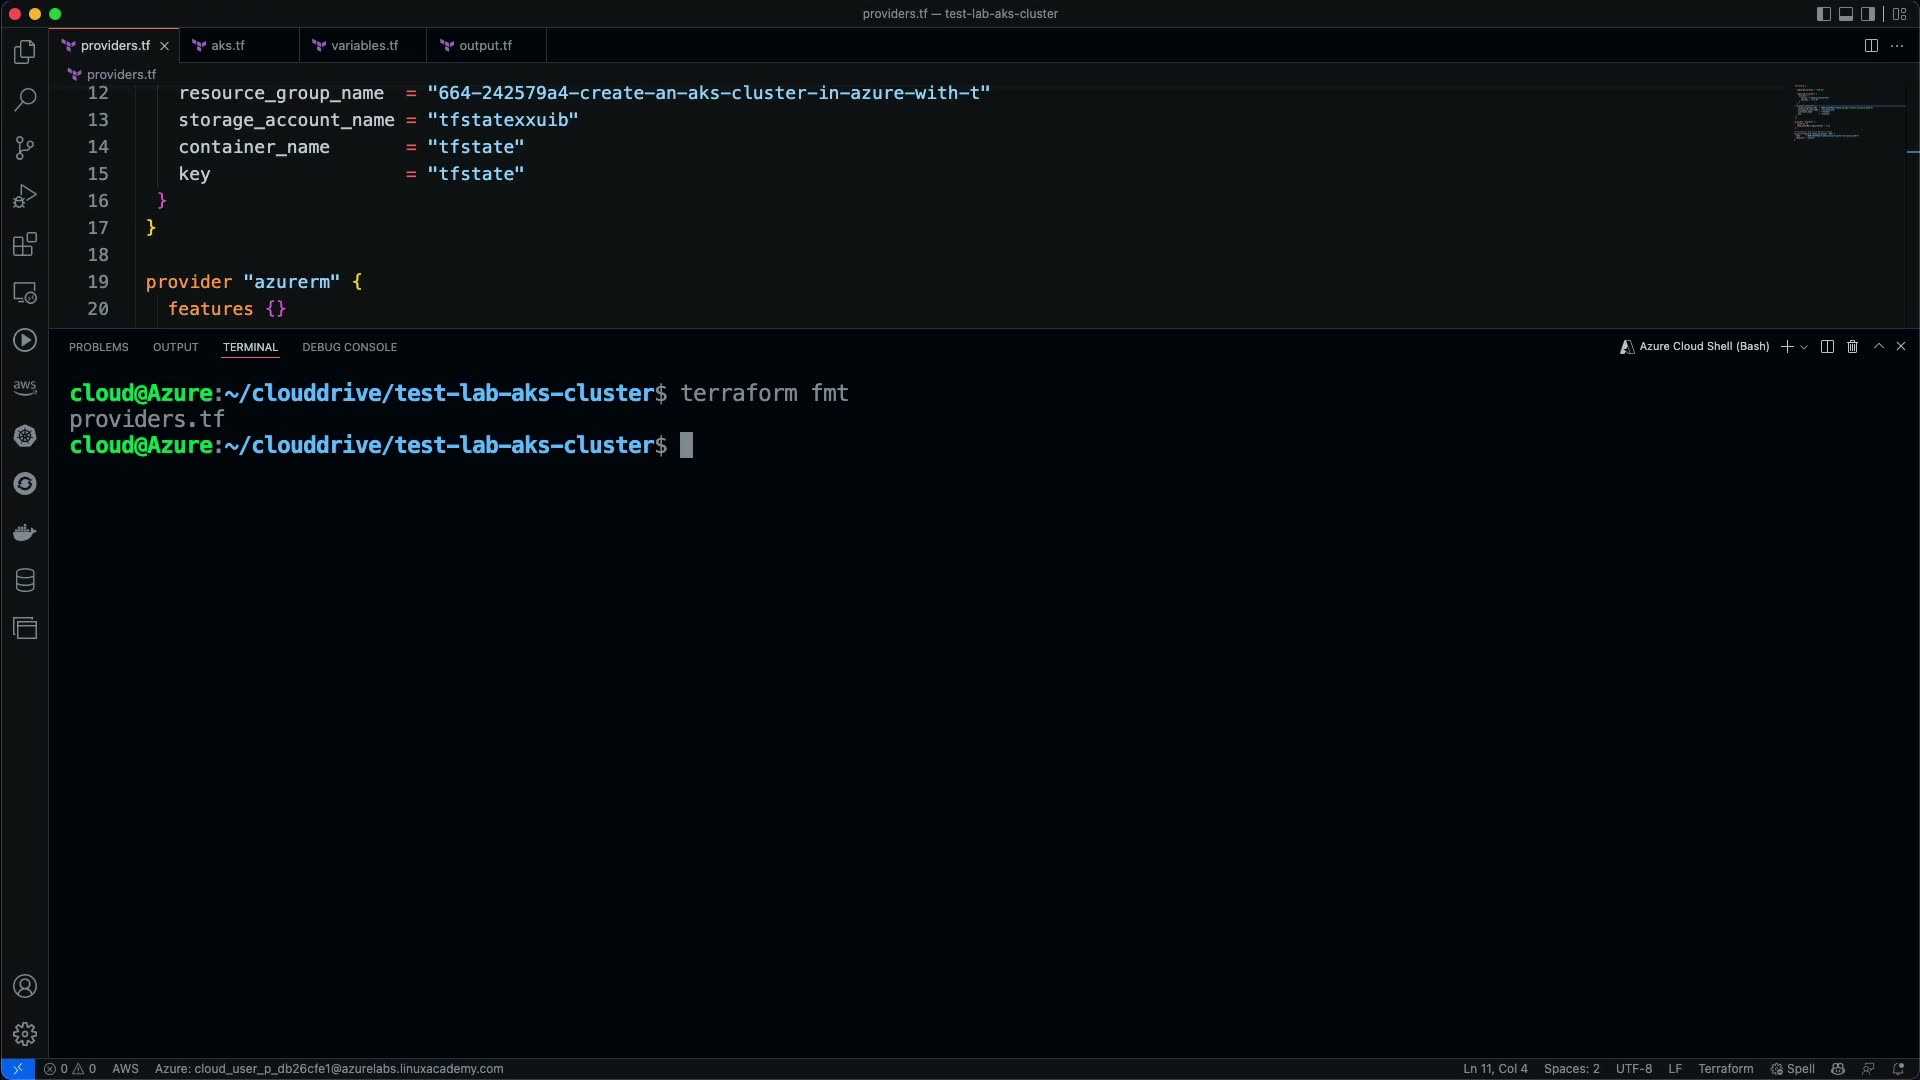 providers.tf — test-lab-aks-cluster
providers.tf aks.tf variables.tf output.tf
providers.tf
12 resource_group_name = "664-242579a4-create-an-aks-cluster-in-azure-with-t"
13 storage_account_name = "tfstatexxuib"
14 container_name = "tfstate"
15 key = "tfstate"
16 }
17 }
18
19 provider "azurerm" {
20 features {}
PROBLEMS OUTPUT TERMINAL DEBUG CONSOLE Azure Cloud Shell (Bash)
cloud@Azure:~/clouddrive/test-lab-aks-cluster$ terraform fmt
providers.tf
cloud@Azure:~/clouddrive/test-lab-aks-cluster$
aws
0 0 AWS Azure: cloud_user_p_db26cfe1@azurelabs.linuxacademy.com Ln 11, Col 4 Spaces: 2 UTF-8 LF Terraform Spell